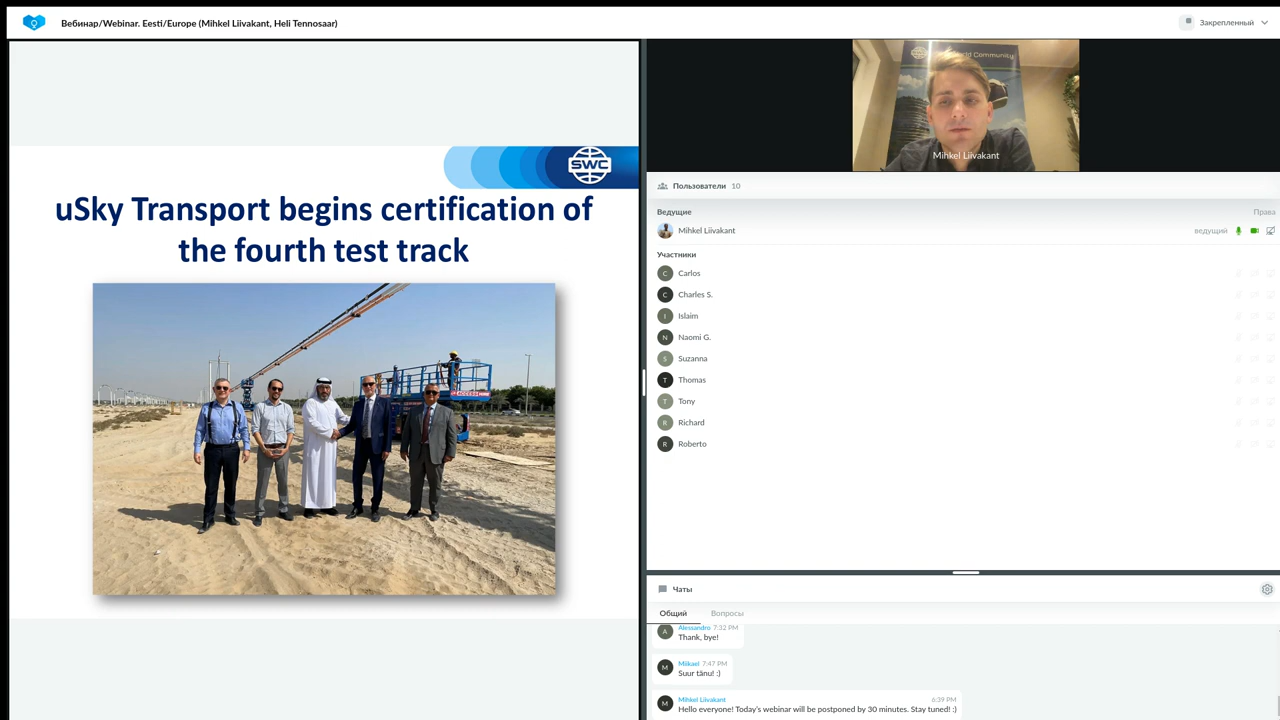 Вебинар/Webinar. Eesti/Europe (Mihkel Liivakant, Heli Tennosaar)
Закрепленный
SWC
uSky Transport begins certification of
the fourth test track
World Community
Mihkel Liivakant
Пользователи 10
Ведущие Права
Mihkel Liivakant ведущий
Участники
C Carlos
C Charles S.
I Islaim
N Naomi G.
S Suzanna
T Thomas
T Tony
R Richard
R Roberto
Чаты
Общий Вопросы
A Alessandro 7:32 PM
Thank, bye!
M Miikael 7:47 PM
Suur tänu! :)
M Mihkel Liivakant 6:39 PM
Hello everyone! Today's webinar will be postponed by 30 minutes. Stay tuned! :)